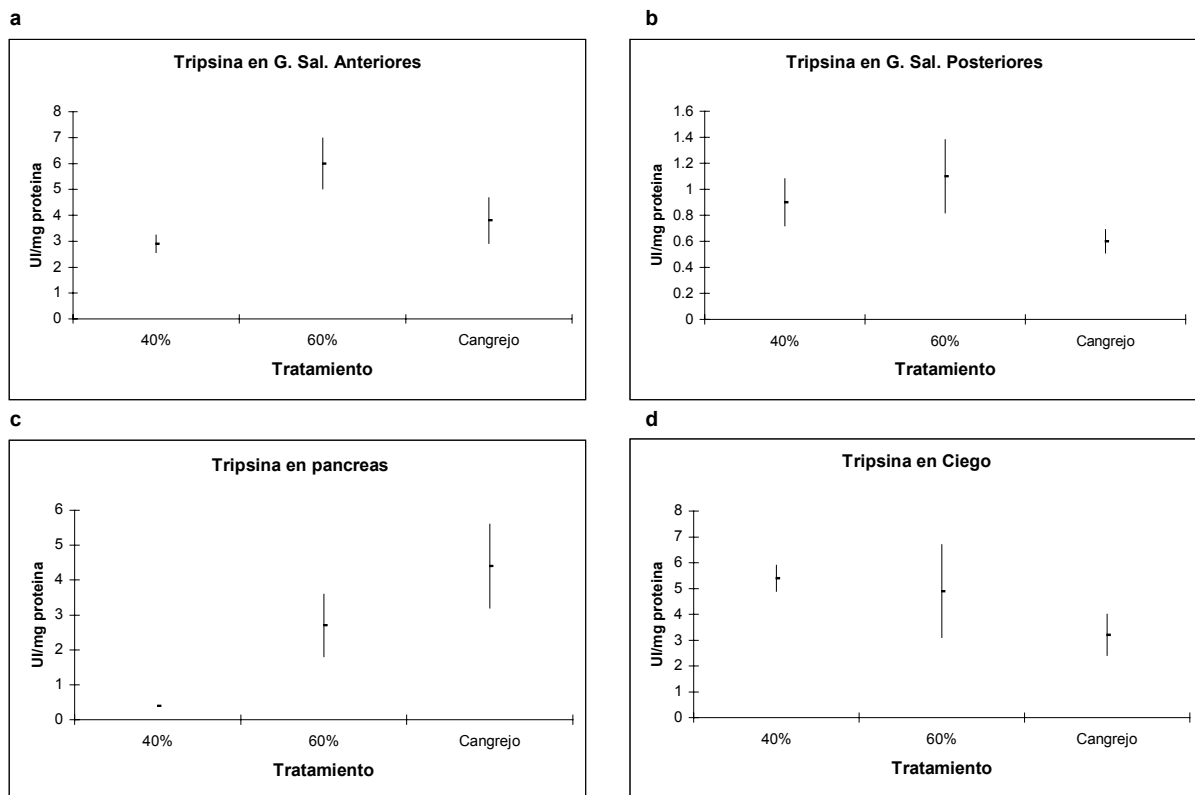 a
Tripsina en G. Sal. Anteriores
UI/mg proteina
8
7
6
5
4
3
2
1
0
40% 60% Cangrejo
Tratamiento
b
Tripsina en G. Sal. Posteriores
UI/mg proteina
1.6
1.4
1.2
1
0.8
0.6
0.4
0.2
0
40% 60% Cangrejo
Tratamiento
c
Tripsina en pancreas
UI/mg proteina
6
5
4
3
2
1
0
40% 60% Cangrejo
Tratamiento
d
Tripsina en Ciego
UI/mg proteina
8
7
6
5
4
3
2
1
0
40% 60% Cangrejo
Tratamiento